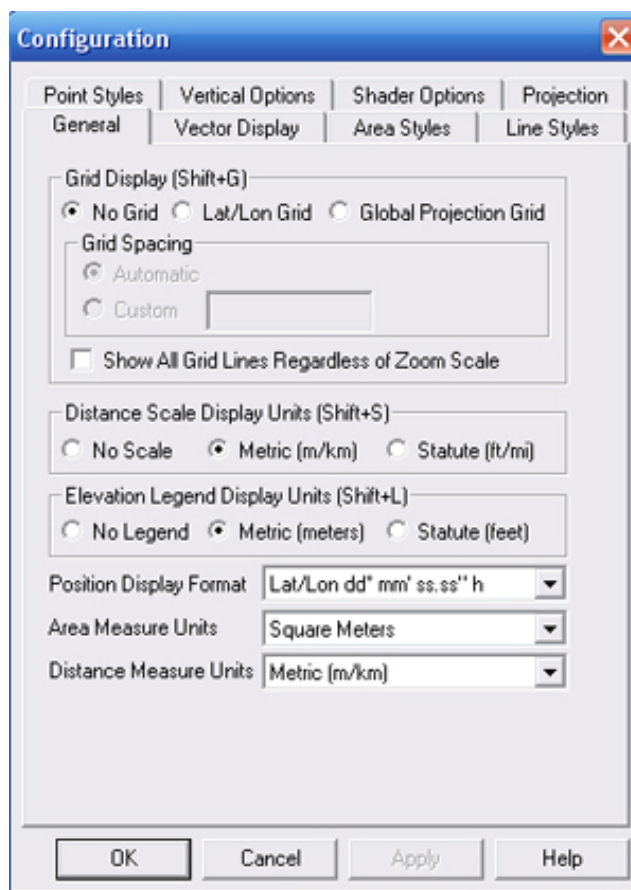 Configuration
Point Styles Vertical Options Shader Options Projection
General Vector Display Area Styles Line Styles
Grid Display (Shift+G)
No Grid Lat/Lon Grid Global Projection Grid
Grid Spacing
Automatic
Custom
Show All Grid Lines Regardless of Zoom Scale
Distance Scale Display Units (Shift+S)
No Scale Metric (m/km) Statute (ft/mi)
Elevation Legend Display Units (Shift+L)
No Legend Metric (meters) Statute (feet)
Position Display Format Lat/Lon dd° mm' ss.ss'' h
Area Measure Units Square Meters
Distance Measure Units Metric (m/km)
OK Cancel Apply Help